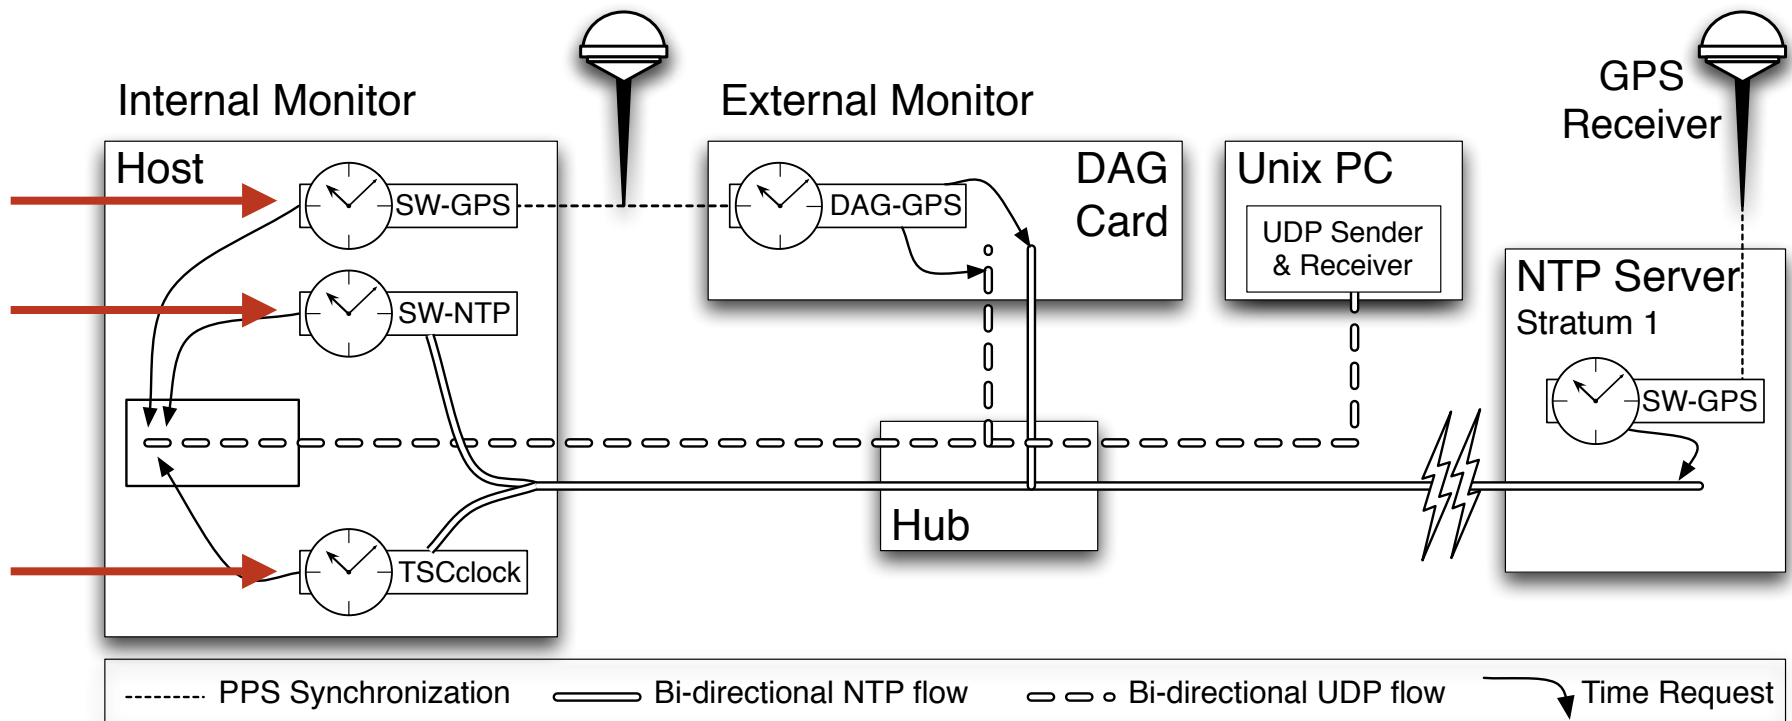 Internal Monitor
External Monitor
GPS
Receiver
Host
SW-GPS
SW-NTP
TSCclock
DAG-GPS
DAG
Card
Unix PC
UDP Sender
& Receiver
NTP Server
Stratum 1
SW-GPS
Hub
PPS Synchronization
Bi-directional NTP flow
Bi-directional UDP flow
Time Request